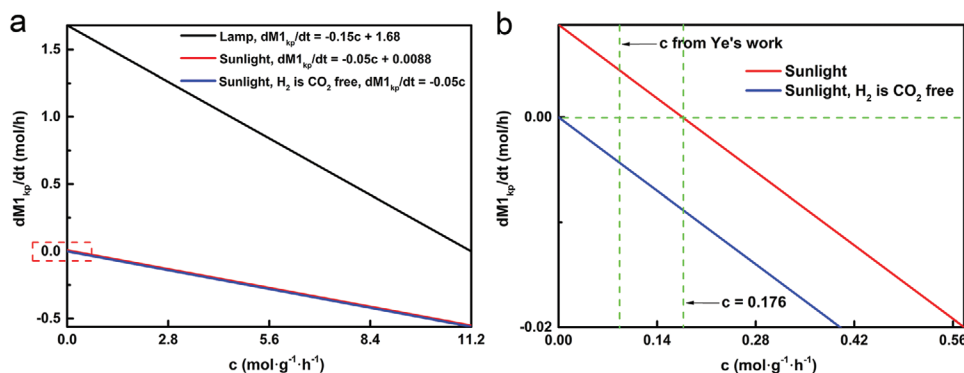 a
Lamp, dM1kp/dt = -0.15c + 1.68
Sunlight, dM1kp/dt = -0.05c + 0.0088
Sunlight, H2 is CO2 free, dM1kp/dt = -0.05c
dM1kp/dt (mol/h)
1.5
1.0
0.5
0.0
-0.5
0.0 2.8 5.6 8.4 11.2
c (mol·g-1·h-1)
b
c from Ye's work
Sunlight
Sunlight, H2 is CO2 free
dM1kp/dt (mol/h)
0.00
c = 0.176
-0.02
0.00 0.14 0.28 0.42 0.56
c (mol·g-1·h-1)